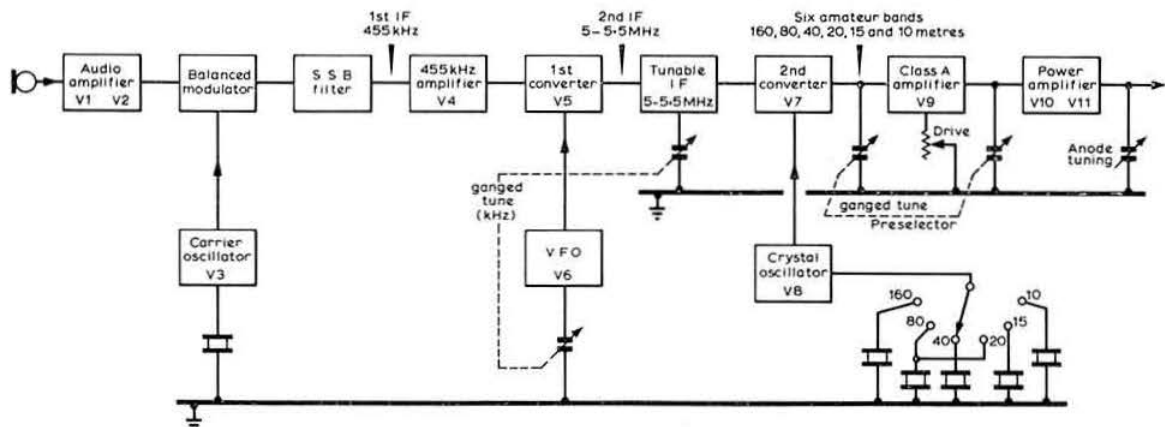 1st IF
455kHz
2nd IF
5-5·5MHz
Six amateur bands
160, 80, 40, 20, 15 and 10 metres
Audio
amplifier
V1 V2
Balanced
modulator
S S B
filter
455kHz
amplifier
V4
1st
converter
V5
Tunable
IF
5-5·5MHz
2nd
converter
V7
Class A
amplifier
V9
Power
amplifier
V10 V11
Drive
Anode
tuning
ganged
tune
(kHz)
ganged tune
Preselector
Carrier
oscillator
V3
VFO
V6
Crystal
oscillator
V8
160
80
40
20
15
10